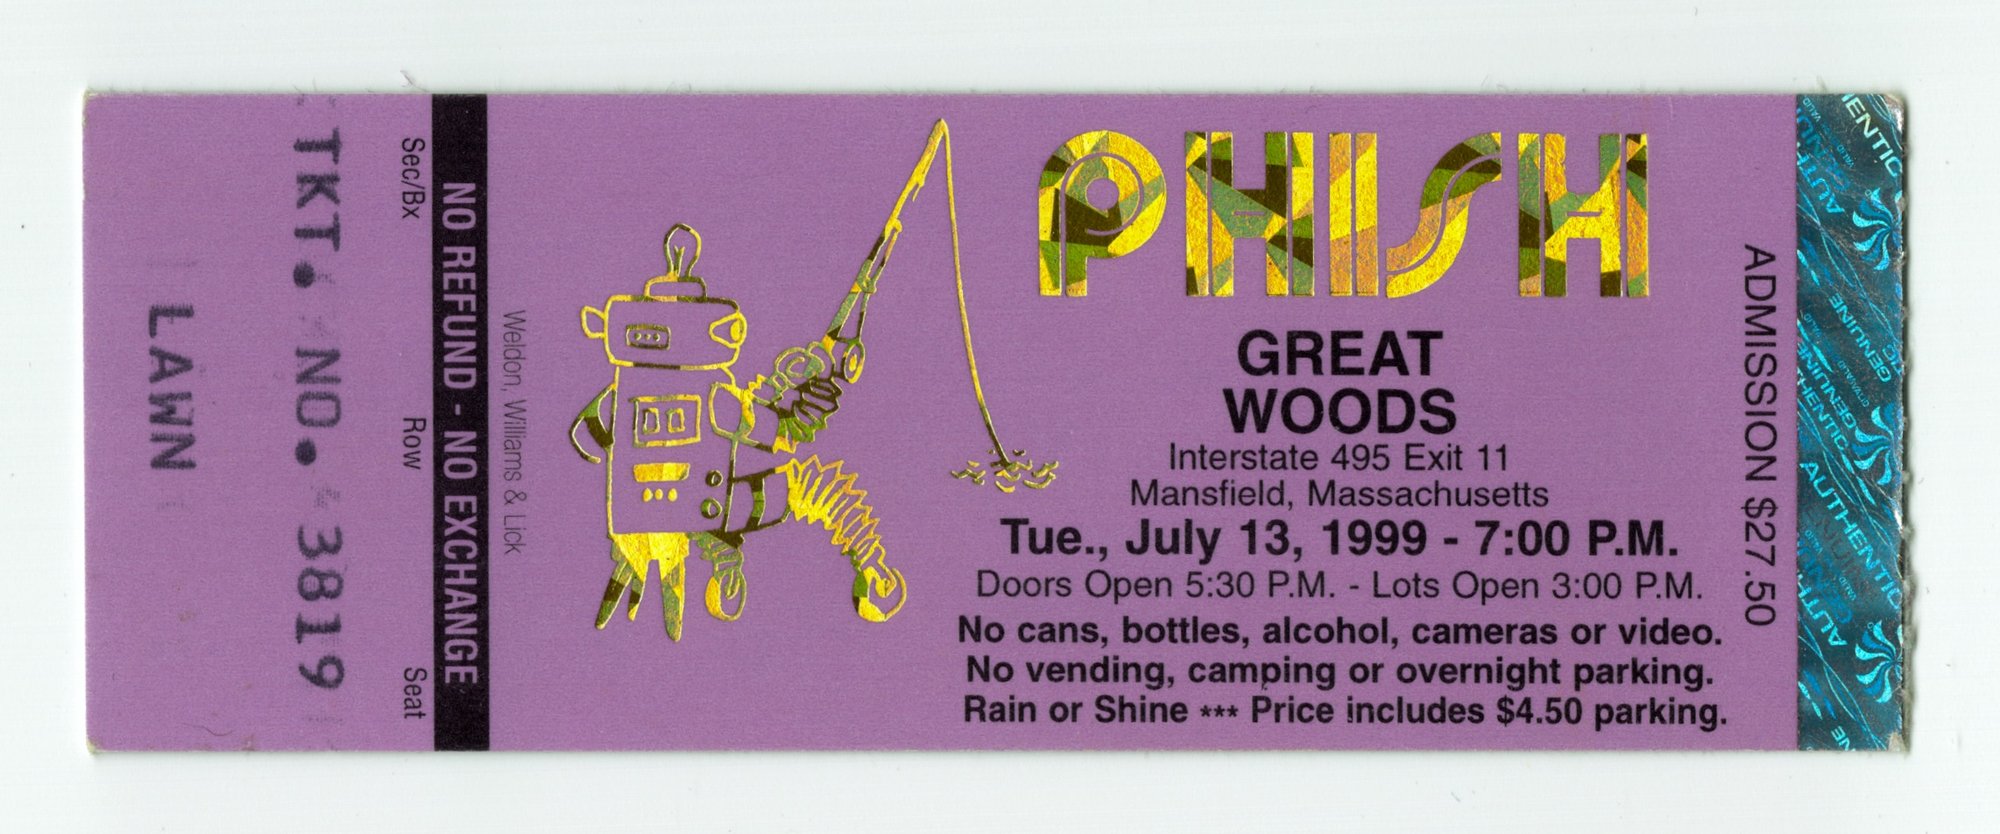 LAWN
TKT. NO. 3819
Sec/Bx Row Seat
NO REFUND - NO EXCHANGE
Weldon, Williams & Lick
PHISH
GREAT
WOODS
Interstate 495 Exit 11
Mansfield, Massachusetts
Tue., July 13, 1999 - 7:00 P.M.
Doors Open 5:30 P.M. - Lots Open 3:00 P.M.
No cans, bottles, alcohol, cameras or video.
No vending, camping or overnight parking.
Rain or Shine *** Price includes $4.50 parking.
ADMISSION $27.50
AUTHENTIC
GENUINE